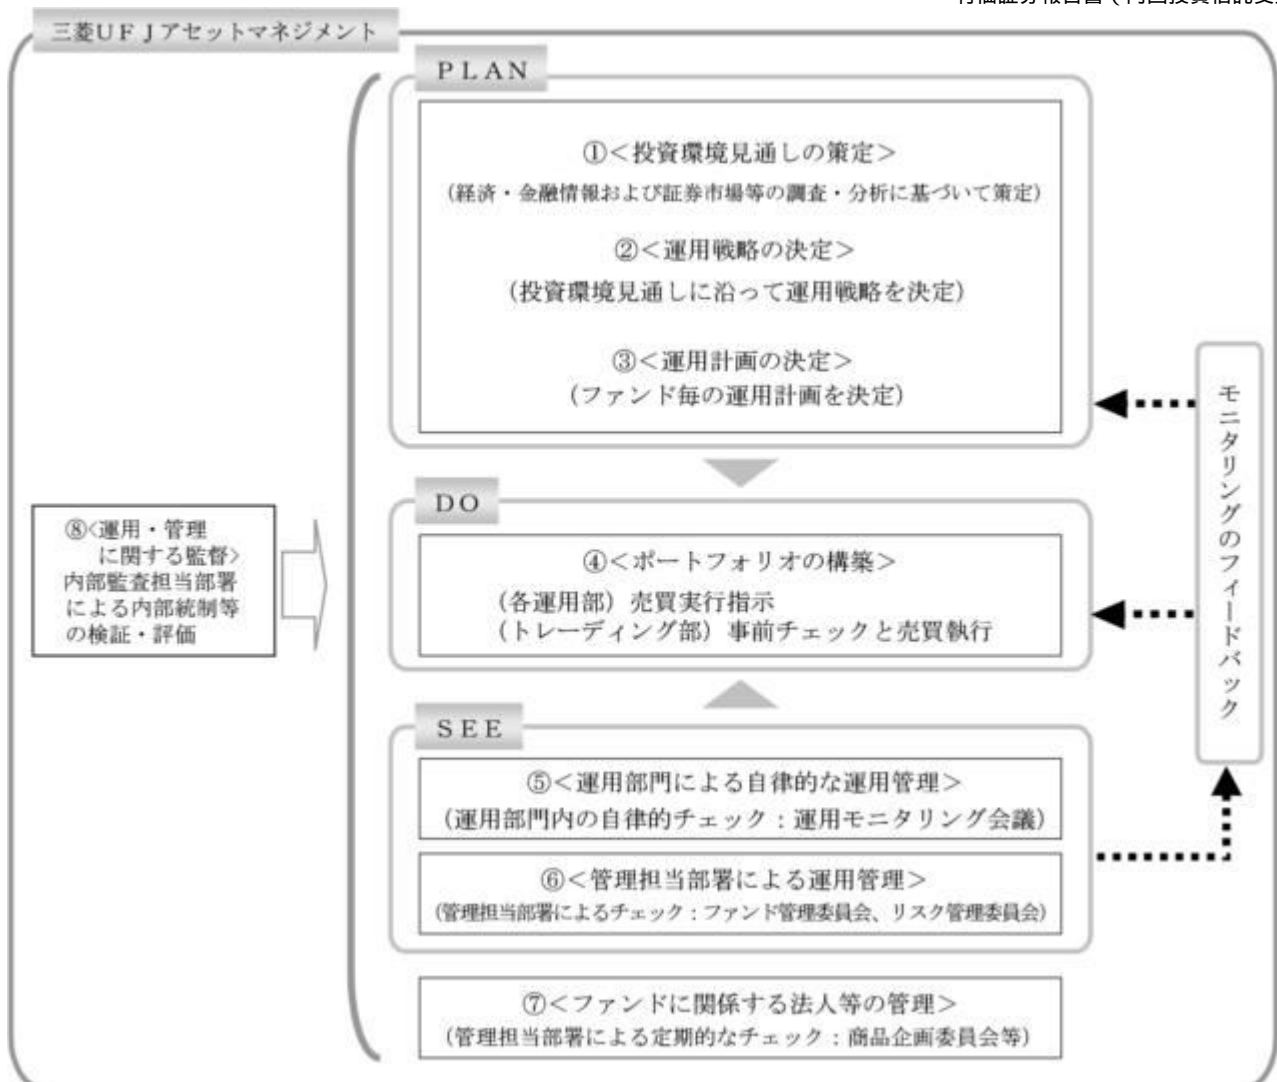 三菱UFJアセットマネジメント
PLAN
①<投資環境見通しの策定>
(経済・金融情報および証券市場等の調査・分析に基づいて策定)
②<運用戦略の決定>
(投資環境見通しに沿って運用戦略を決定)
③<運用計画の決定>
(ファンド毎の運用計画を決定)
DO
④<ポートフォリオの構築>
(各運用部)売買実行指示
(トレーディング部)事前チェックと売買執行
SEE
⑤<運用部門による自律的な運用管理>
(運用部門内の自律的チェック:運用モニタリング会議)
⑥<管理担当部署による運用管理>
(管理担当部署によるチェック:ファンド管理委員会、リスク管理委員会)
⑦<ファンドに関係する法人等の管理>
(管理担当部署による定期的なチェック:商品企画委員会等)
⑧<運用・管理
に関する監督>
内部監査担当部署
による内部統制等
の検証・評価
モニタリングのフィードバック